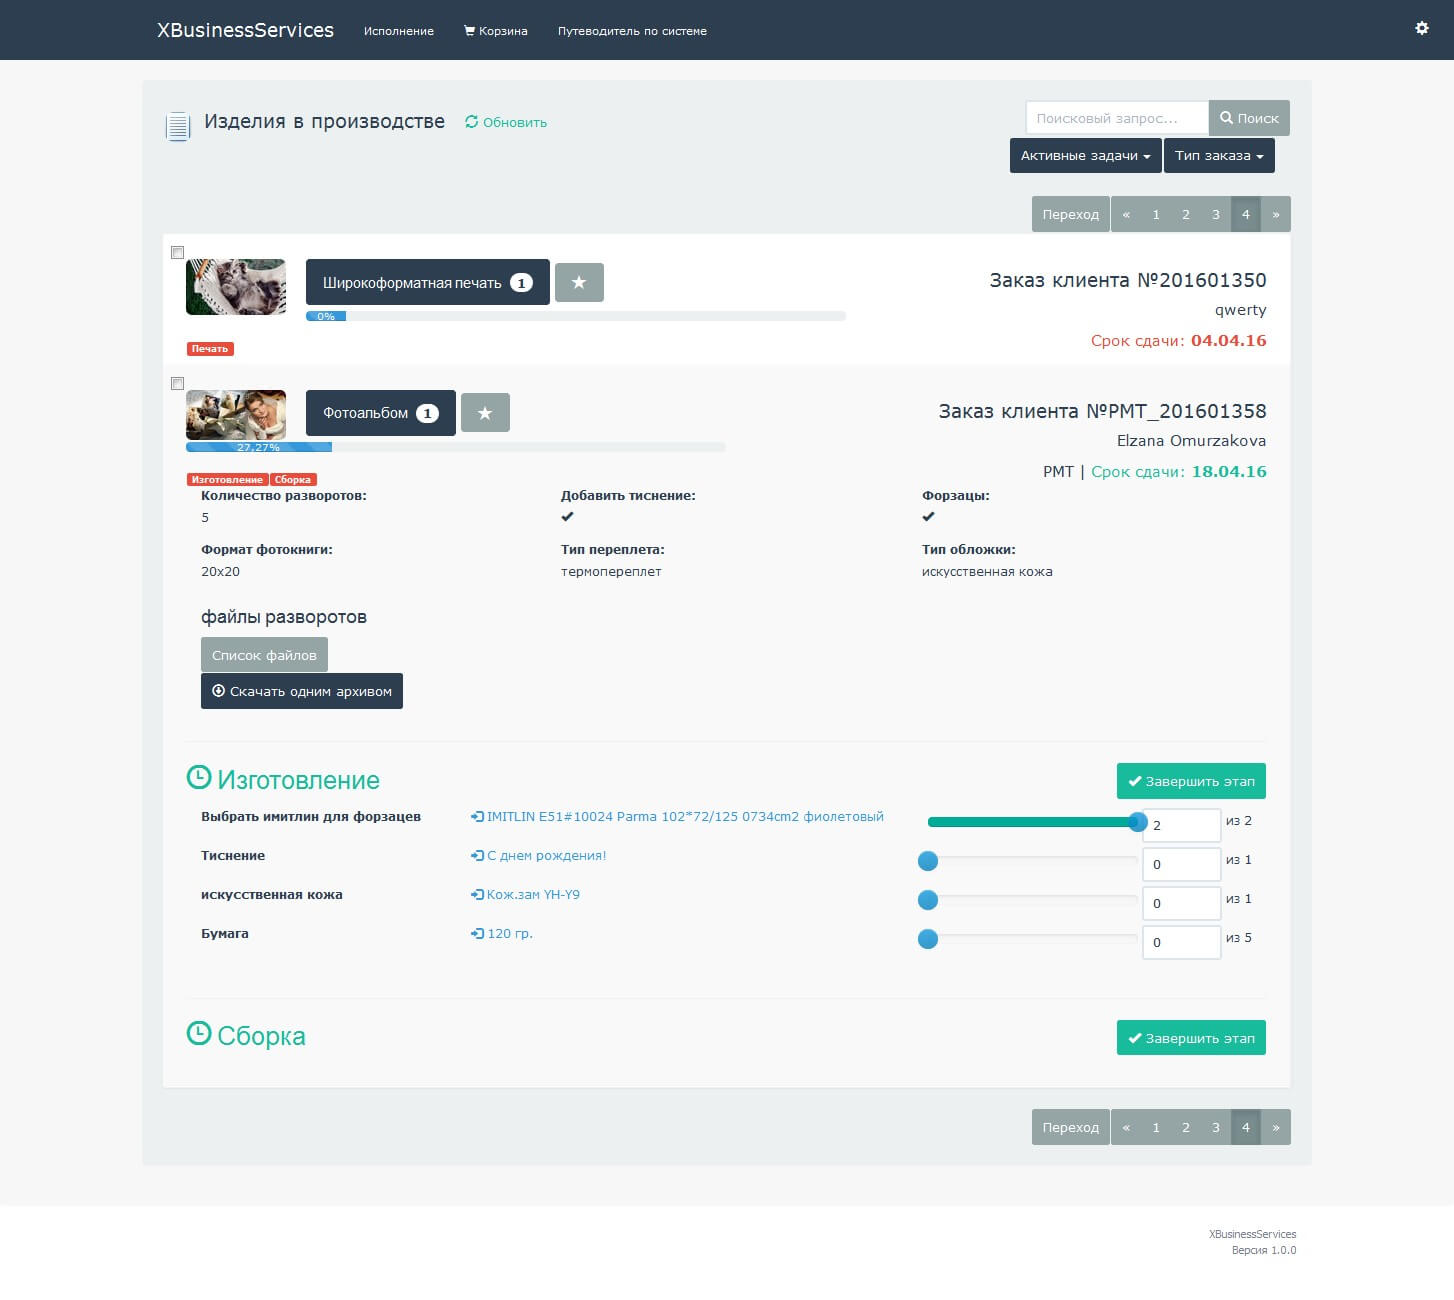 XBusinessServices Исполнение Корзина Путеводитель по системе
Изделия в производстве Обновить
Поисковый запрос... Поиск
Активные задачи Тип заказа
Переход « 1 2 3 4 »
Широкоформатная печать 1 ★
0%
Печать
Заказ клиента №201601350
qwerty
Срок сдачи: 04.04.16
Фотоальбом 1 ★
27,27%
Изготовление Сборка
Заказ клиента №РМТ_201601358
Elzana Omurzakova
РМТ | Срок сдачи: 18.04.16
Количество разворотов: Добавить тиснение: Форзацы:
5 ✔ ✔
Формат фотокниги: Тип переплета: Тип обложки:
20x20 термопереплет искусственная кожа
файлы разворотов
Список файлов
Скачать одним архивом
Изготовление ✔ Завершить этап
Выбрать имитлин для форзацев IMITLIN E51#10024 Parma 102*72/125 0734cm2 фиолетовый 2 из 2
Тиснение С днем рождения! 0 из 1
искусственная кожа Кож.зам YH-Y9 0 из 1
Бумага 120 гр. 0 из 5
Сборка ✔ Завершить этап
Переход « 1 2 3 4 »
XBusinessServices
Версия 1.0.0